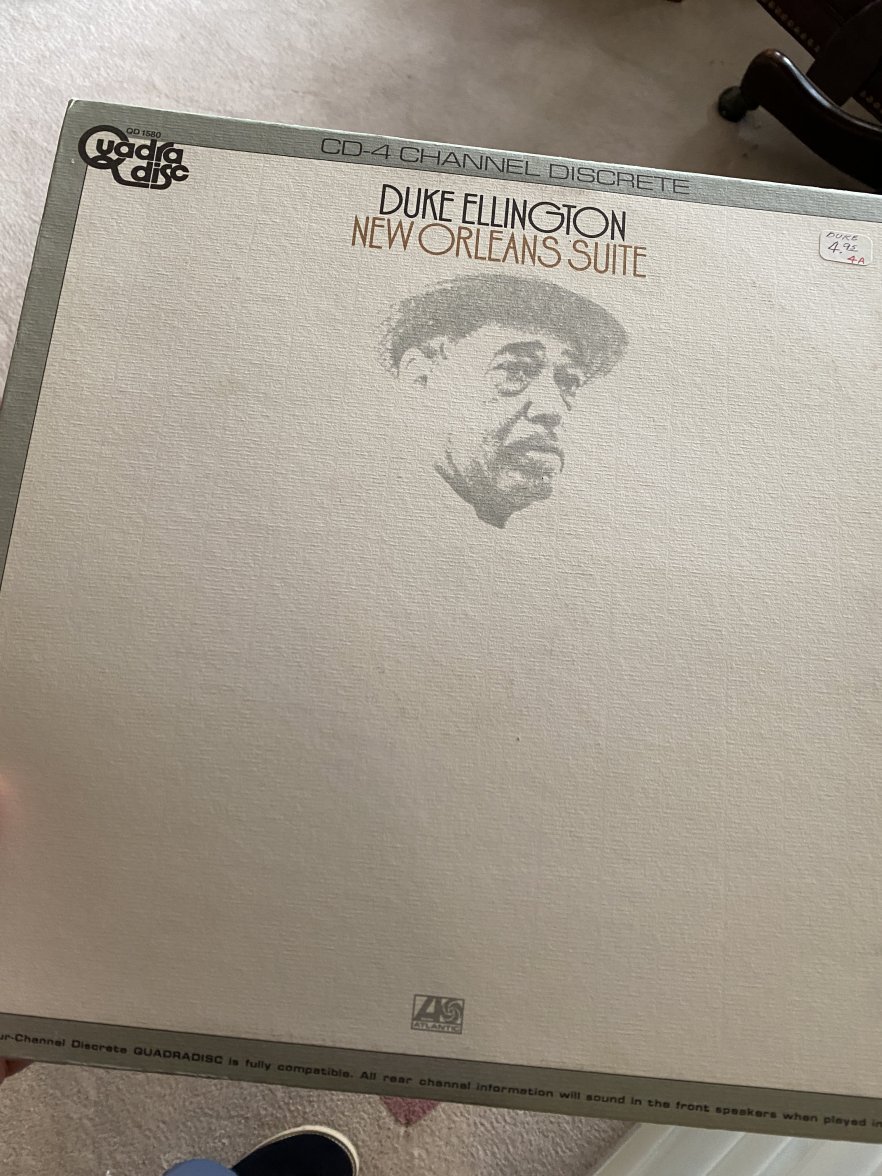 QD 1580
Quadra
disc
CD-4 CHANNEL DISCRETE
DUKE ELLINGTON
NEW ORLEANS SUITE
DUKE
4.95
4A
ATLANTIC
ur-Channel Discrete QUADRADISC is fully compatible. All rear channel information will sound in the front speakers when played in